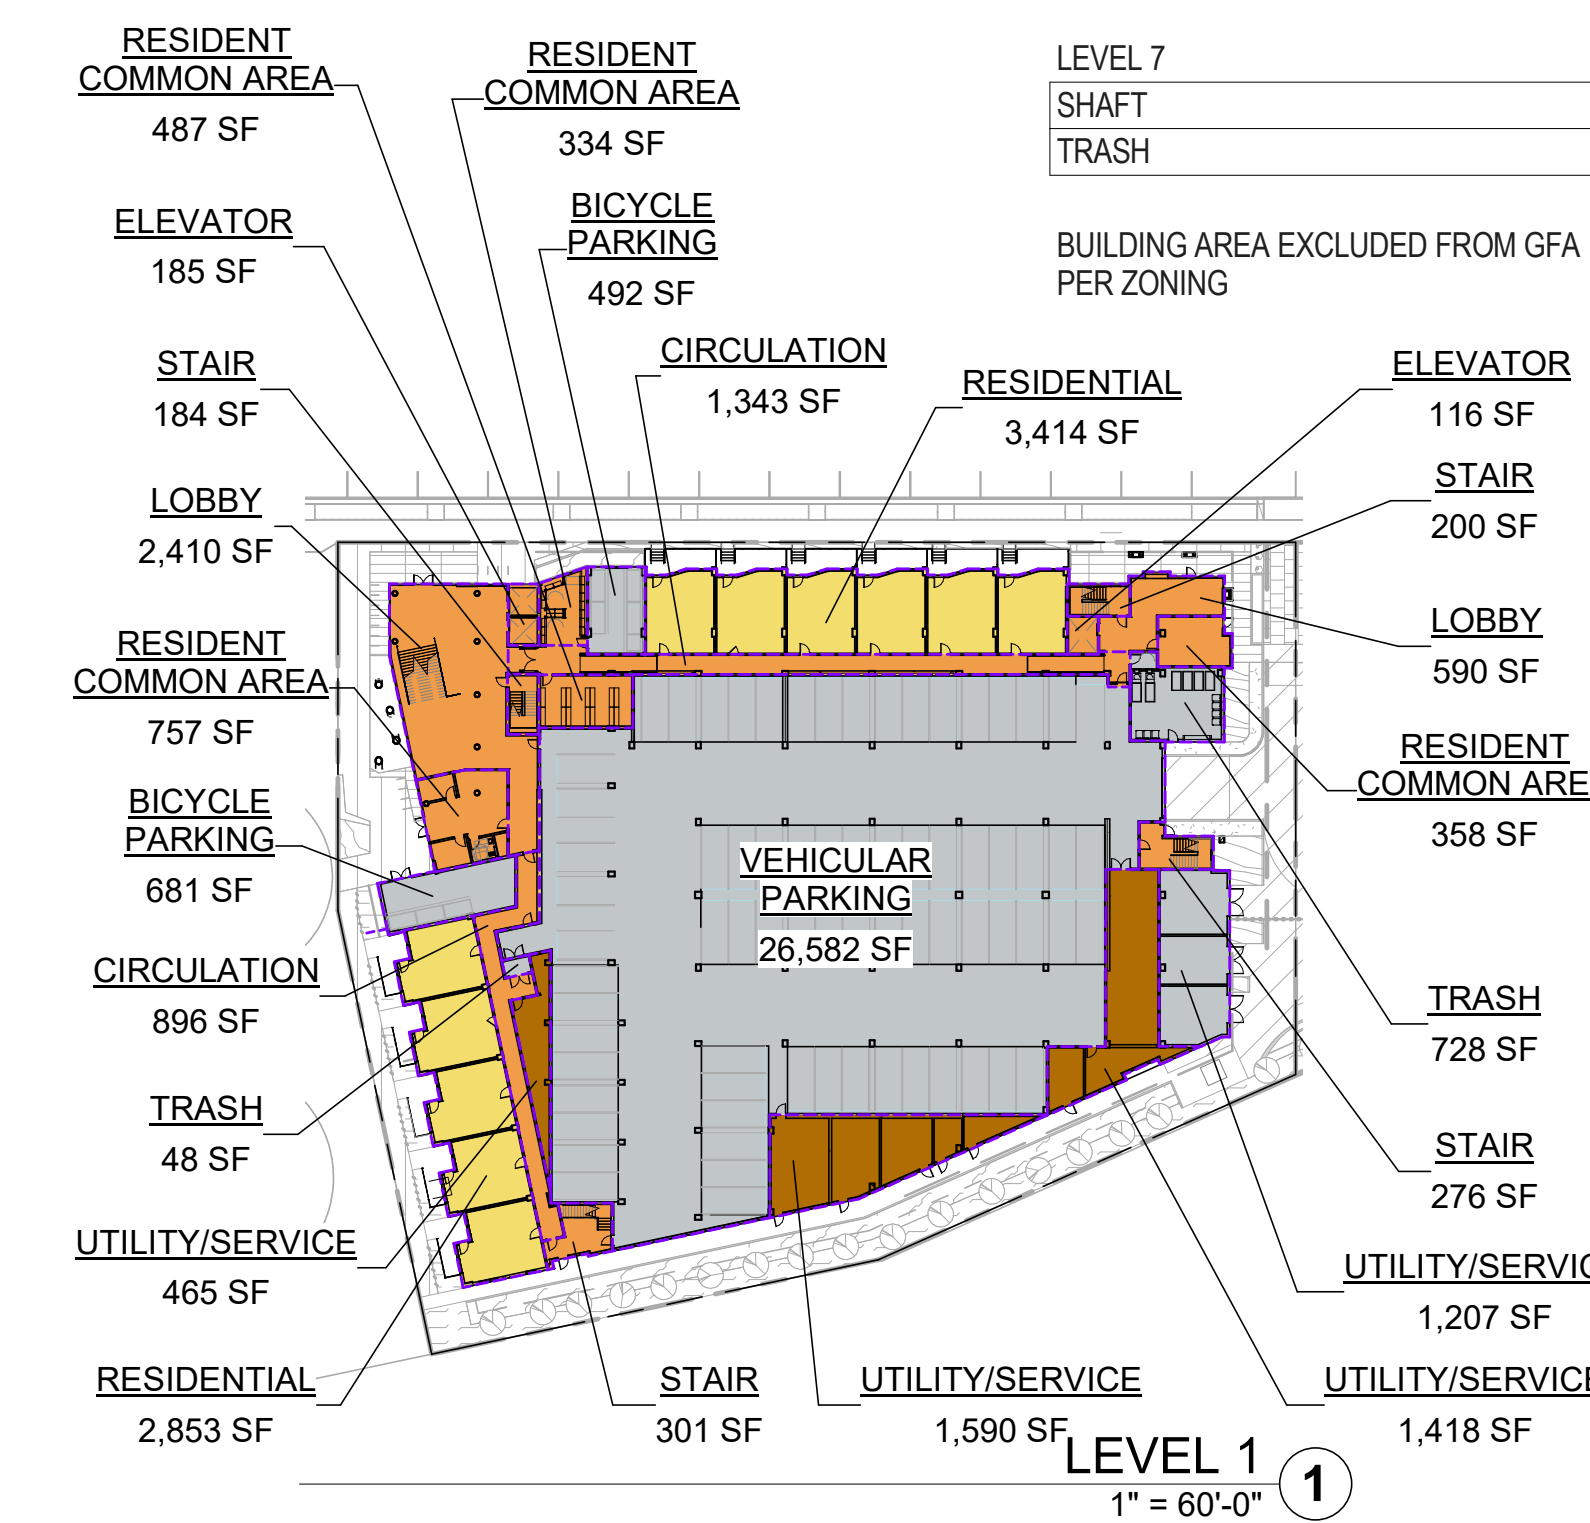 RESIDENT
COMMON AREA
487 SF
RESIDENT
COMMON AREA
334 SF
LEVEL 7
SHAFT
TRASH
BICYCLE
PARKING
492 SF
ELEVATOR
185 SF
BUILDING AREA EXCLUDED FROM GFA
PER ZONING
CIRCULATION
1,343 SF
RESIDENTIAL
3,414 SF
STAIR
184 SF
ELEVATOR
116 SF
STAIR
200 SF
LOBBY
2,410 SF
LOBBY
590 SF
RESIDENT
COMMON AREA
757 SF
RESIDENT
COMMON ARE
358 SF
BICYCLE
PARKING
681 SF
VEHICULAR
PARKING
26,582 SF
CIRCULATION
896 SF
TRASH
728 SF
TRASH
48 SF
STAIR
276 SF
UTILITY/SERVICE
465 SF
UTILITY/SERVIC
1,207 SF
RESIDENTIAL
2,853 SF
STAIR
301 SF
UTILITY/SERVICE
1,590 SF
UTILITY/SERVICE
1,418 SF
LEVEL 1
1" = 60'-0"
1